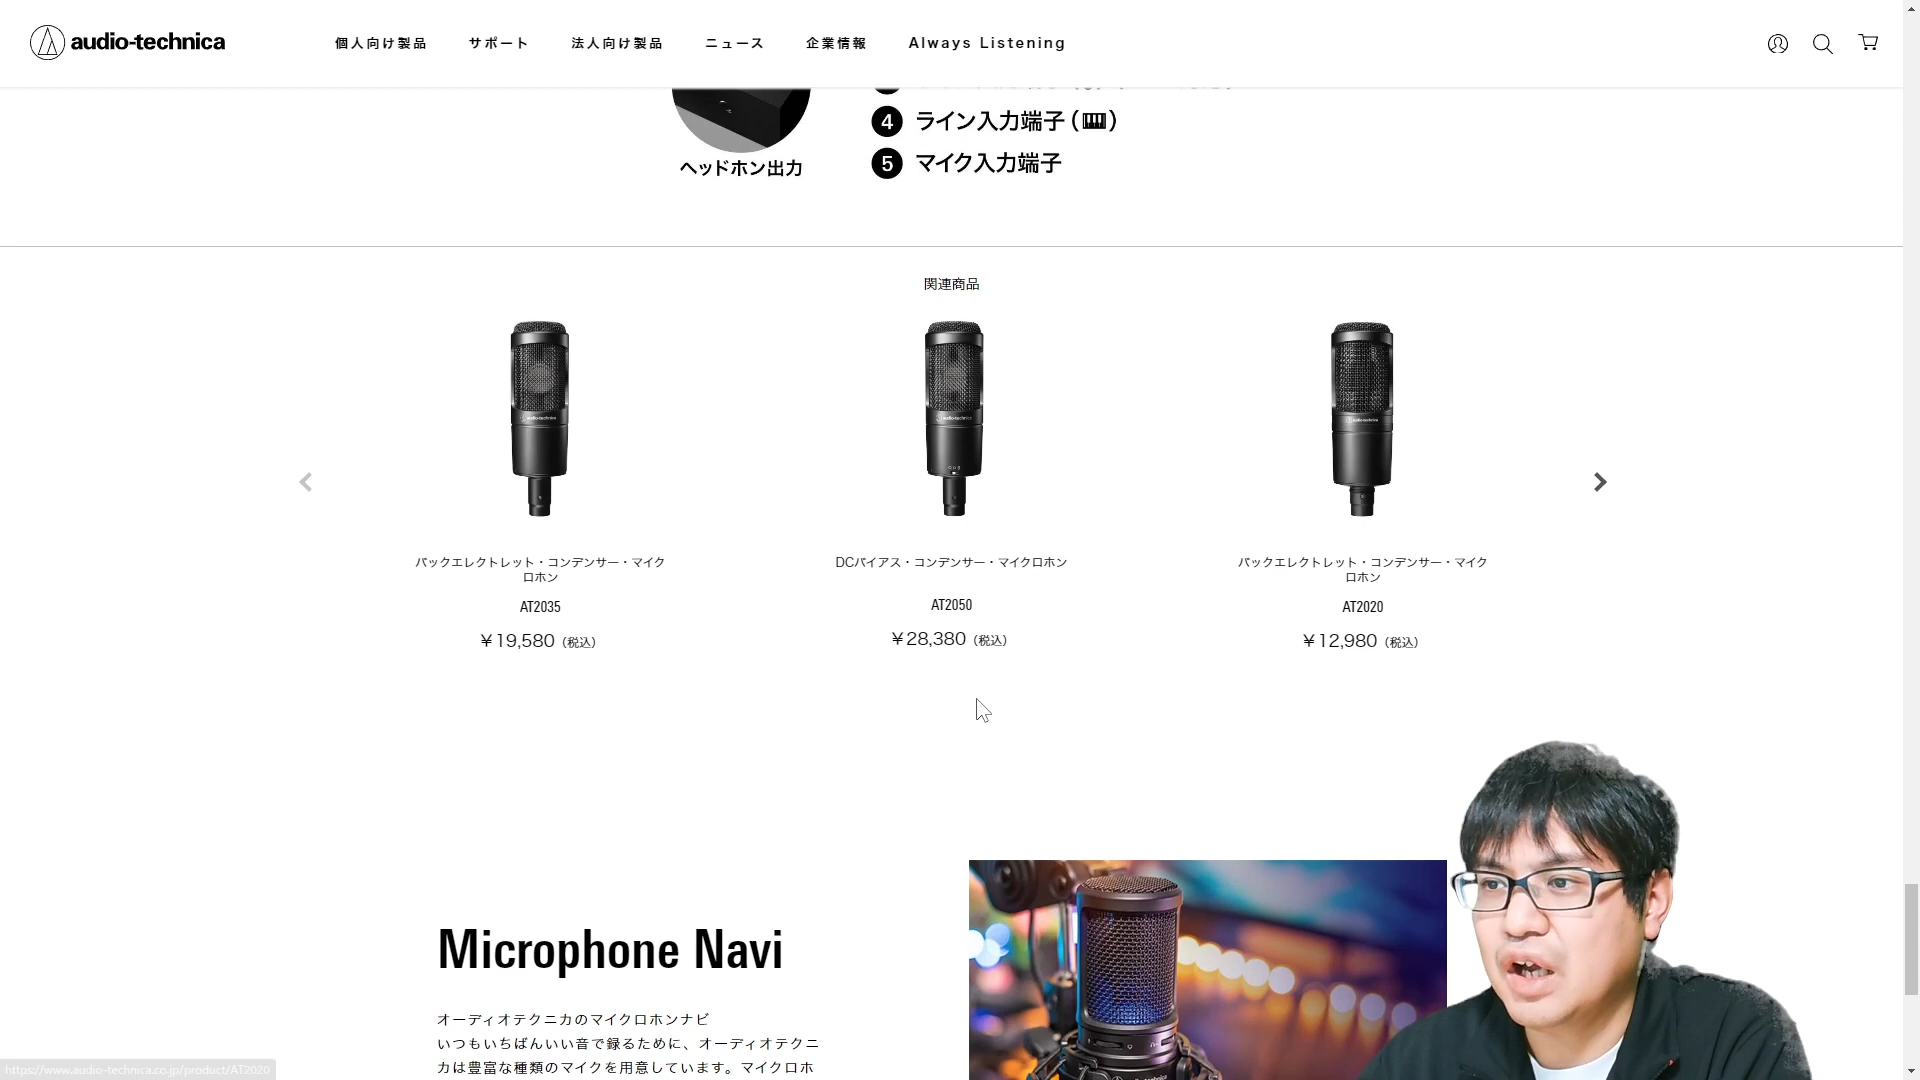 audio-technica
個人向け製品 サポート 法人向け製品 ニュース 企業情報 Always Listening
4 ライン入力端子 ( )
5 マイク入力端子
ヘッドホン出力
関連商品
バックエレクトレット・コンデンサー・マイク
ロホン
AT2035
￥19,580（税込）
DCバイアス・コンデンサー・マイクロホン
AT2050
￥28,380（税込）
バックエレクトレット・コンデンサー・マイク
ロホン
AT2020
￥12,980（税込）
Microphone Navi
オーディオテクニカのマイクロホンナビ
いつもいちばんいい音で録るために、オーディオテクニ
カは豊富な種類のマイクを用意しています。マイクロホ
https://www.audio-technica.co.jp/product/AT2020